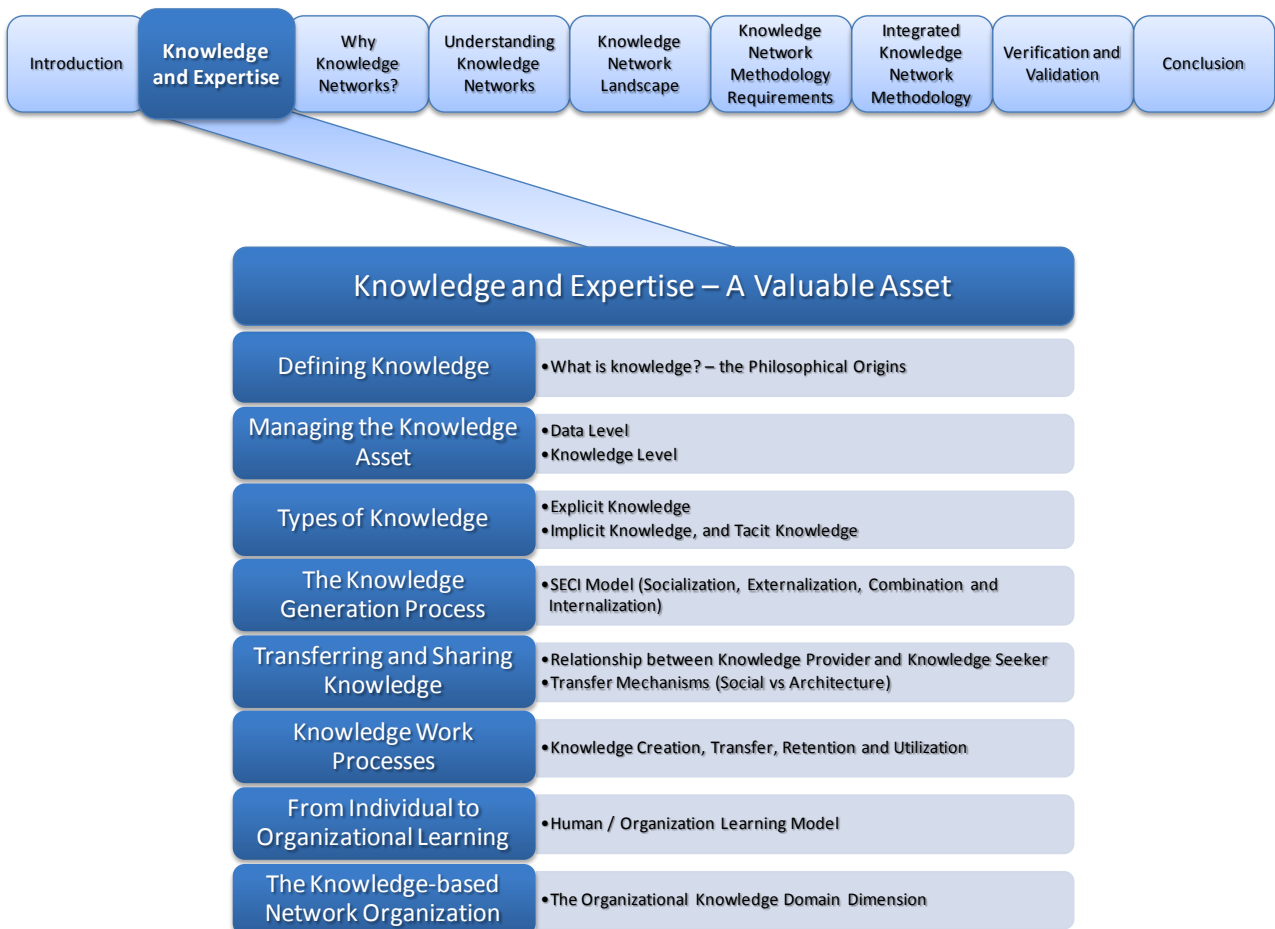 Introduction
Knowledge
and Expertise
Why
Knowledge
Networks?
Understanding
Knowledge
Networks
Knowledge
Network
Landscape
Knowledge
Network
Methodology
Requirements
Integrated
Knowledge
Network
Methodology
Verification and
Validation
Conclusion
Knowledge and Expertise – A Valuable Asset
Defining Knowledge
•What is knowledge? – the Philosophical Origins
Managing the Knowledge
Asset
•Data Level
•Knowledge Level
Types of Knowledge
•Explicit Knowledge
•Implicit Knowledge, and Tacit Knowledge
The Knowledge
Generation Process
•SECI Model (Socialization, Externalization, Combination and
Internalization)
Transferring and Sharing
Knowledge
•Relationship between Knowledge Provider and Knowledge Seeker
•Transfer Mechanisms (Social vs Architecture)
Knowledge Work
Processes
•Knowledge Creation, Transfer, Retention and Utilization
From Individual to
Organizational Learning
•Human / Organization Learning Model
The Knowledge-based
Network Organization
•The Organizational Knowledge Domain Dimension